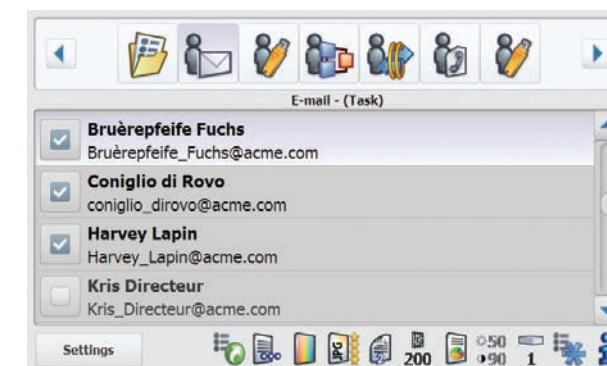 E-mail - (Task)
Bruèrepfeife Fuchs
Bruèrepfeife_Fuchs@acme.com
Coniglio di Rovo
coniglio_dirovo@acme.com
Harvey Lapin
Harvey_Lapin@acme.com
Kris Directeur
Kris_Directeur@acme.com
Settings
JPG
200
50
90
1